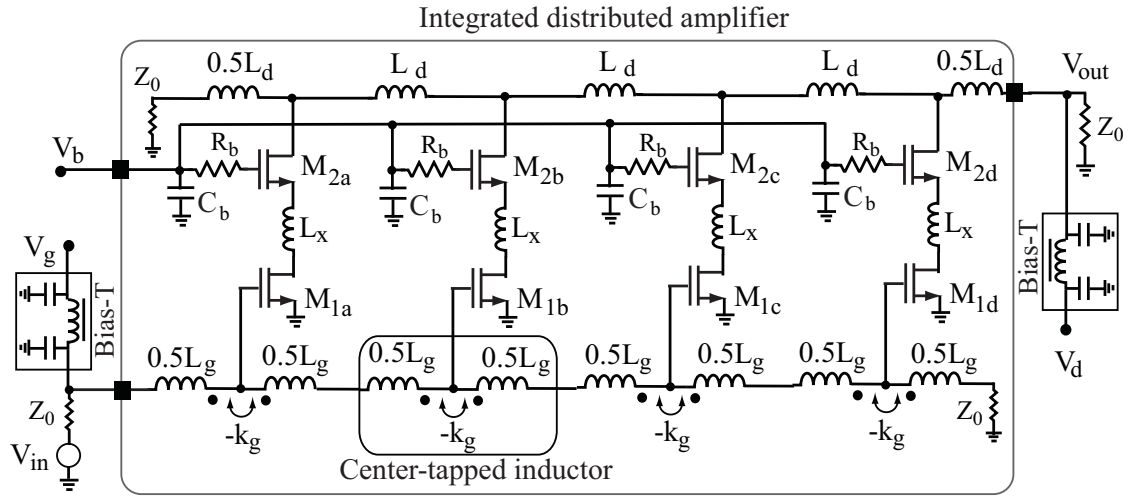 Integrated distributed amplifier
Z0 0.5Ld Ld Ld Ld 0.5Ld Vout
Rb Rb Rb Rb Z0
Vb M2a M2b M2c M2d
Cb Cb Cb Cb
Lx Lx Lx Lx
Vg Bias-T
M1a M1b M1c M1d
Bias-T
0.5Lg 0.5Lg 0.5Lg 0.5Lg 0.5Lg 0.5Lg 0.5Lg 0.5Lg Vd
Z0 -kg -kg -kg -kg Z0
Vin
Center-tapped inductor